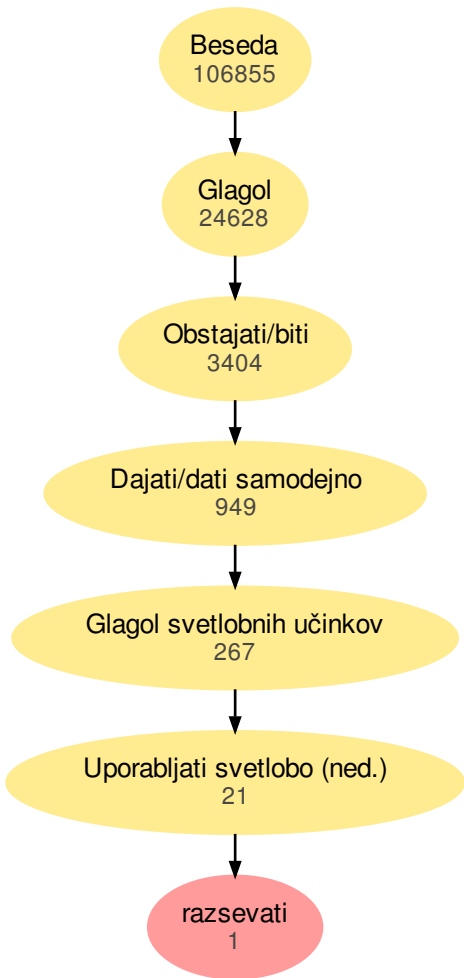 Beseda
106855
Glagol
24628
Obstajati/biti
3404
Dajati/dati samodejno
949
Glagol svetlobnih učinkov
267
Uporabljati svetlobo (ned.)
21
razsevati
1